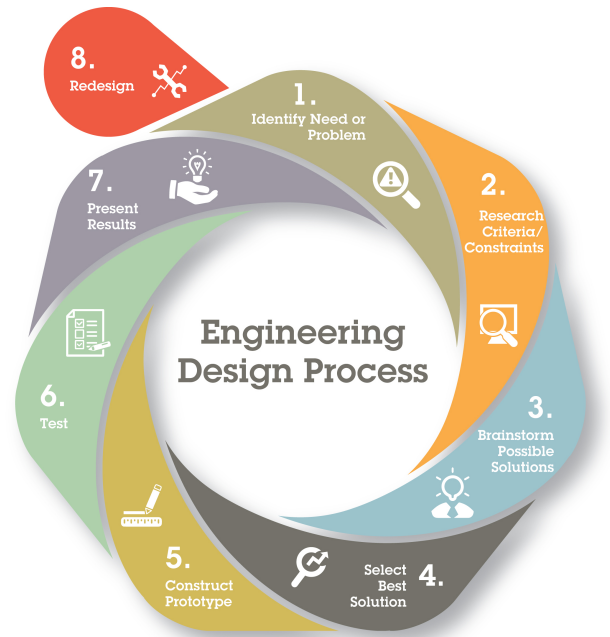 8.
Redesign
1.
Identify Need or
Problem
2.
Research
Criteria/
Constraints
3.
Brainstorm
Possible
Solutions
Select
Best
Solution
4.
5.
Construct
Prototype
6.
Test
7.
Present
Results
Engineering
Design Process